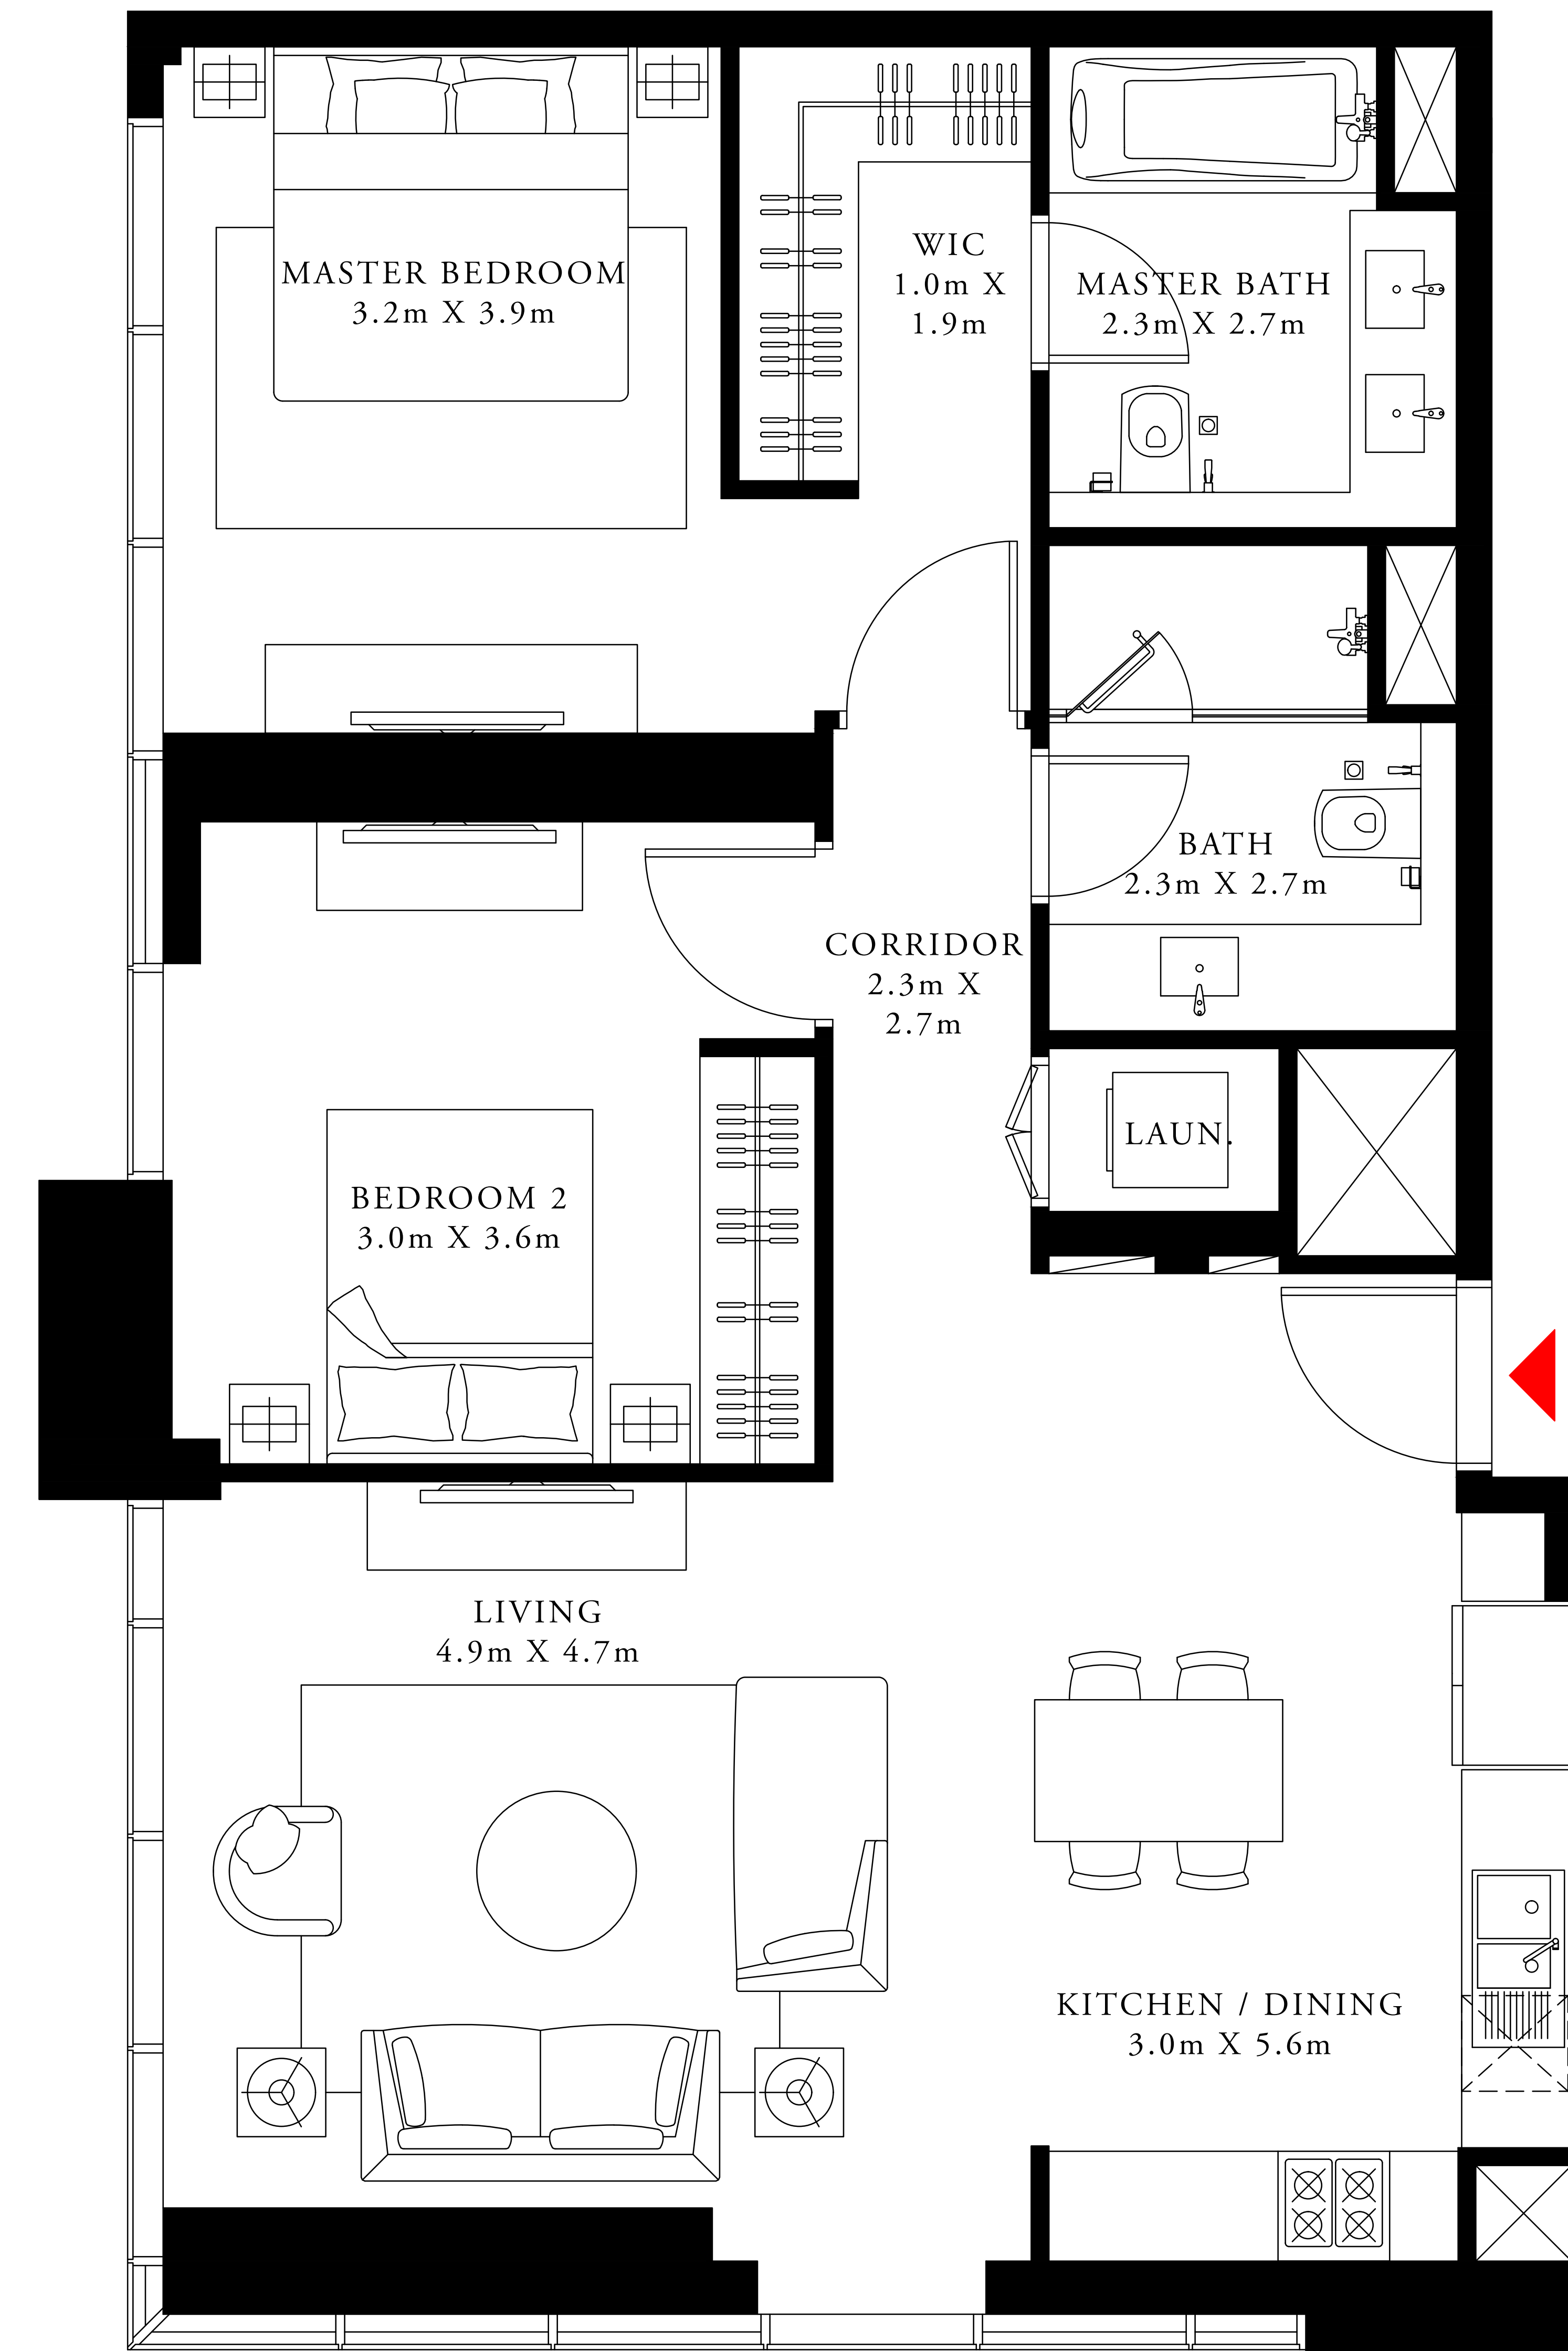 MASTER BEDROOM
3.2m X 3.9m
WIC
1.0m X
1.9m
MASTER BATH
2.3m X 2.7m
BATH
2.3m X 2.7m
CORRIDOR
2.3m X
2.7m
LAUN.
BEDROOM 2
3.0m X 3.6m
LIVING
4.9m X 4.7m
KITCHEN / DINING
3.0m X 5.6m